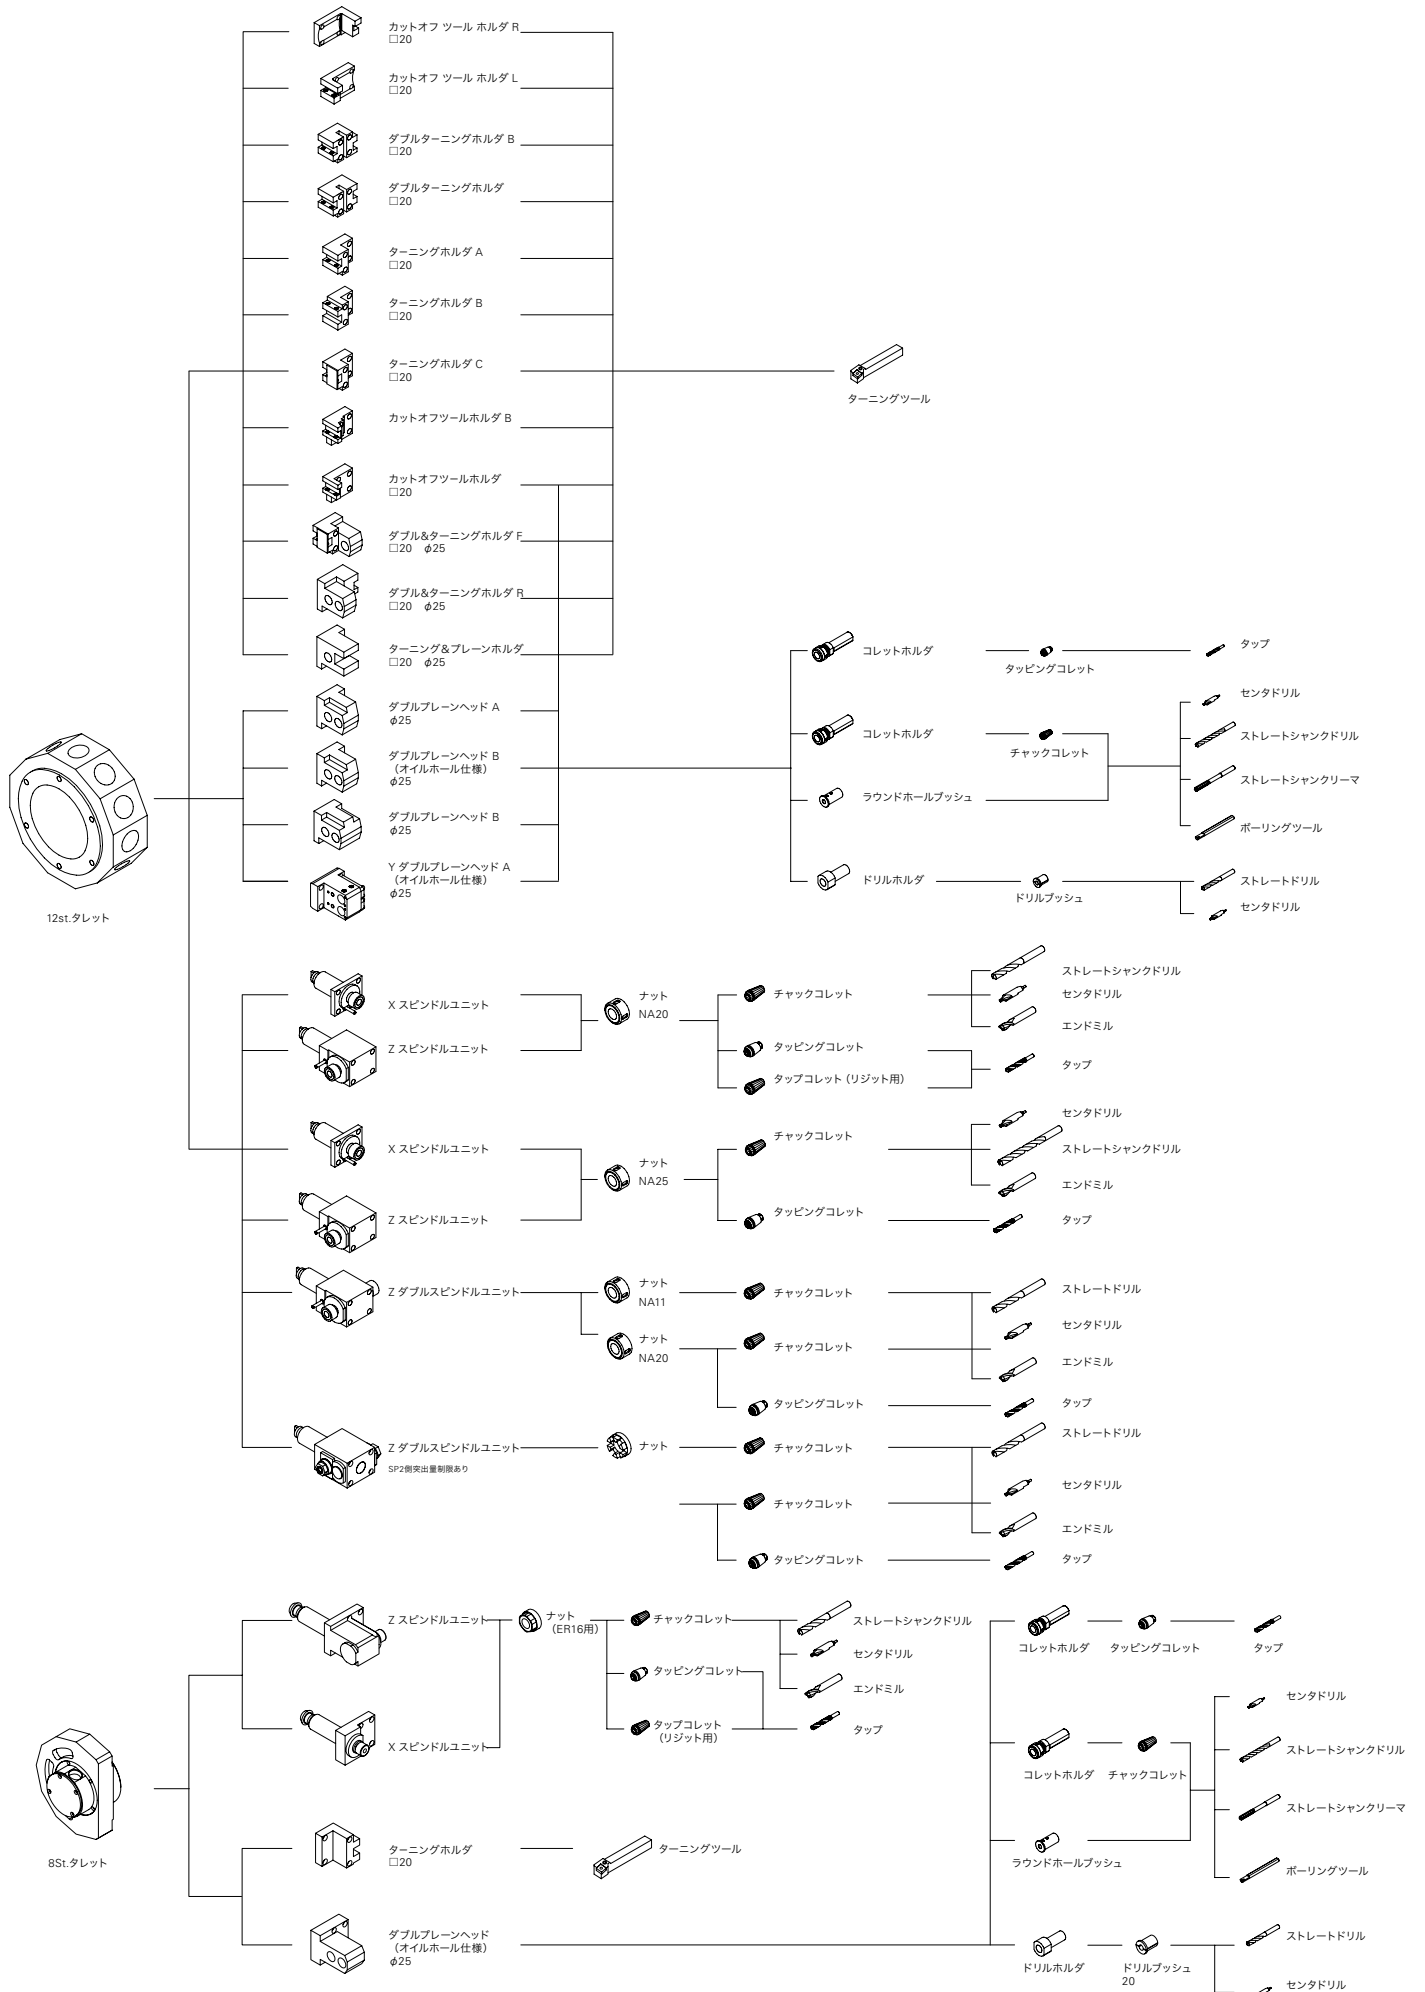 カットオフ ツール ホルダ R
□20
カットオフ ツール ホルダ L
□20
ダブルターニングホルダ B
□20
ダブルターニングホルダ
□20
ターニングホルダ A
□20
ターニングホルダ B
□20
ターニングホルダ C
□20
ターニングツール
カットオフツールホルダ B
カットオフツールホルダ
□20
ダブル&ターニングホルダ F
□20 φ25
ダブル&ターニングホルダ R
□20 φ25
ターニング&プレーンホルダ
□20 φ25
ダブルプレーンヘッド A
φ25
ダブルプレーンヘッド B
(オイルホール仕様)
φ25
ダブルプレーンヘッド B
φ25
Y ダブルプレーンヘッド A
(オイルホール仕様)
φ25
12st.タレット
コレットホルダ
タッピングコレット
タップ
コレットホルダ
チャックコレット
ラウンドホールブッシュ
センタドリル
ストレートシャンクドリル
ストレートシャンクリーマ
ボーリングツール
ドリルホルダ
ドリルブッシュ
ストレートドリル
センタドリル
X スピンドルユニット
Z スピンドルユニット
ナット
NA20
チャックコレット
タッピングコレット
タップコレット (リジット用)
ストレートシャンクドリル
センタドリル
エンドミル
タップ
X スピンドルユニット
Z スピンドルユニット
ナット
NA25
チャックコレット
タッピングコレット
センタドリル
ストレートシャンクドリル
エンドミル
タップ
Z ダブルスピンドルユニット
ナット
NA11
チャックコレット
ナット
NA20
チャックコレット
タッピングコレット
ストレートドリル
センタドリル
エンドミル
タップ
Z ダブルスピンドルユニット
SP2側突出量制限あり
ナット
チャックコレット
チャックコレット
タッピングコレット
ストレートドリル
センタドリル
エンドミル
タップ
Z スピンドルユニット
X スピンドルユニット
ナット
(ER16用)
チャックコレット
タッピングコレット
タップコレット
(リジット用)
ストレートシャンクドリル
センタドリル
エンドミル
タップ
8St.タレット
ターニングホルダ
□20
ターニングツール
ダブルプレーンヘッド
(オイルホール仕様)
φ25
コレットホルダ
タッピングコレット
タップ
コレットホルダ
チャックコレット
ラウンドホールブッシュ
センタドリル
ストレートシャンクドリル
ストレートシャンクリーマ
ボーリングツール
ドリルホルダ
ドリルブッシュ
20
ストレートドリル
センタドリル